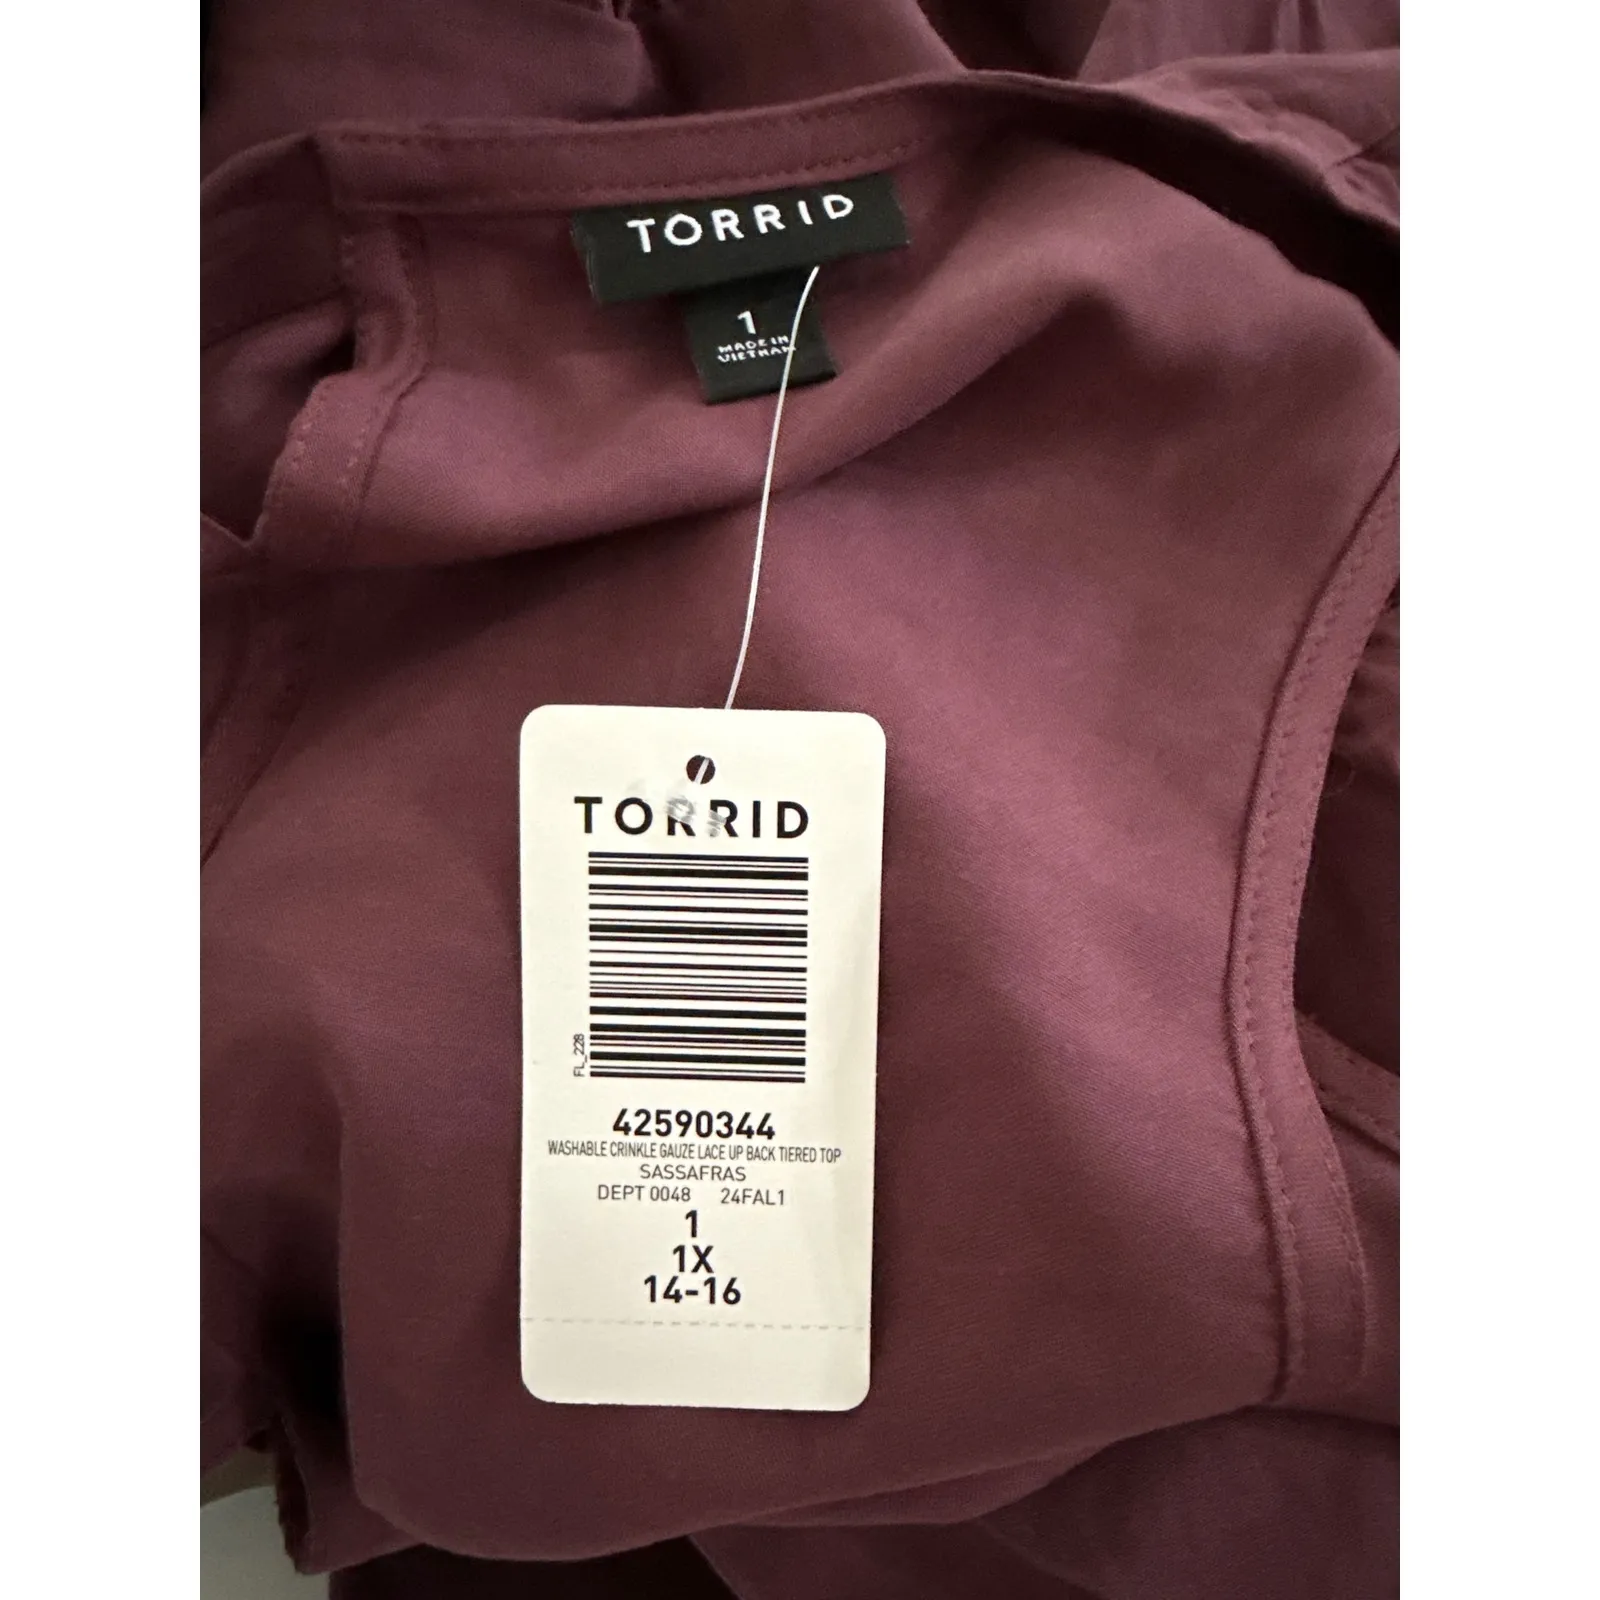 TORRID
1
MADE IN
VIETNAM
TORRID
FL_228
42590344
WASHABLE CRINKLE GAUZE LACE UP BACK TIERED TOP
SASSAFRAS
DEPT 0048 24FAL1
1
1X
14-16